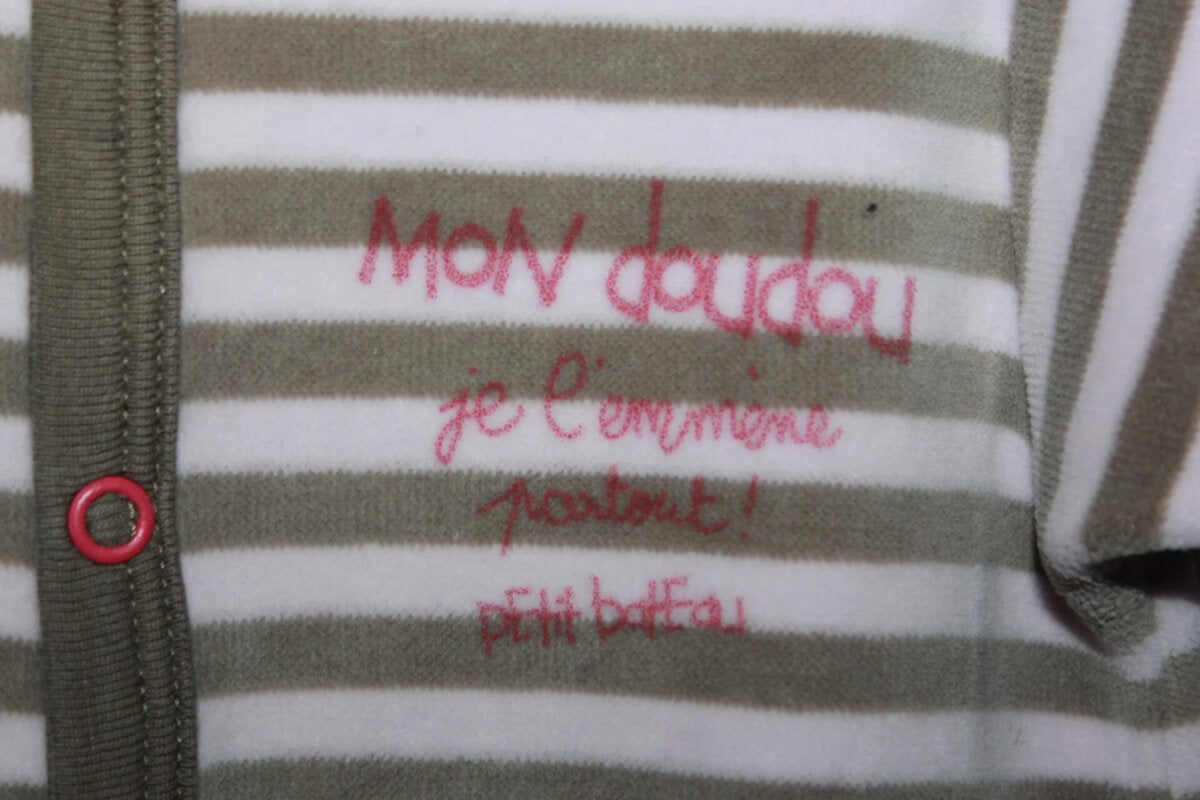 MON doudou
je l'emmène
partout !
PETIT BATEAU